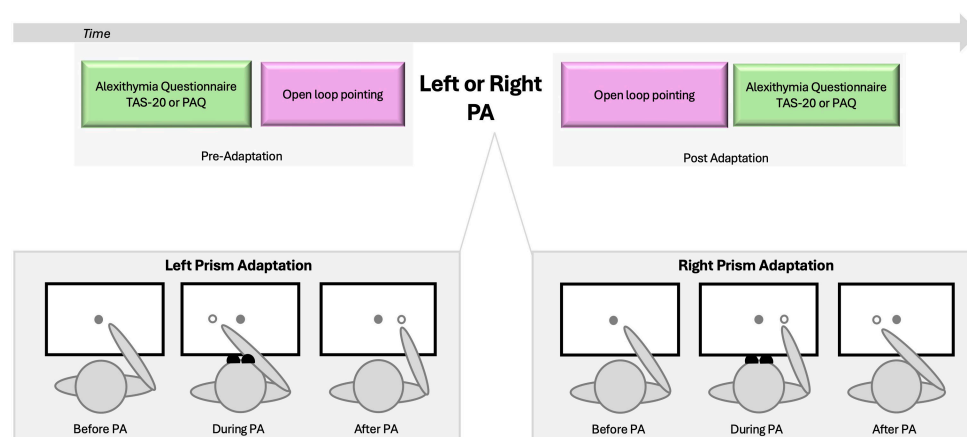 Time
Alexithymia Questionnaire
TAS-20 or PAQ
Open loop pointing
Pre-Adaptation
Left or Right
PA
Open loop pointing
Alexithymia Questionnaire
TAS-20 or PAQ
Post Adaptation
Left Prism Adaptation
Before PA
During PA
After PA
Right Prism Adaptation
Before PA
During PA
After PA